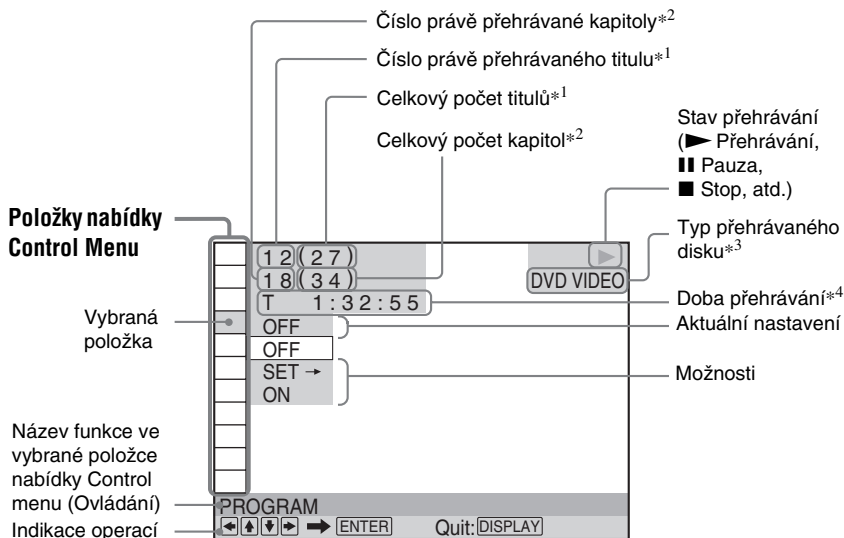 Číslo právě přehrávané kapitoly*2
Číslo právě přehrávaného titulu*1
Celkový počet titulů*1
Celkový počet kapitol*2
Stav přehrávání
(► Přehrávání,
❚❚ Pauza,
■ Stop, atd.)
Položky nabídky
Control Menu
Typ přehrávaného
disku*3
12(27)
18(34)
DVD VIDEO
T 1:32:55
Doba přehrávání*4
Vybraná
položka
OFF
Aktuální nastavení
OFF
SET →
ON
Možnosti
Název funkce ve
vybrané položce
nabídky Control
menu (Ovládání)
PROGRAM
Indikace operací
←↑↓→ ➡ ENTER Quit: DISPLAY